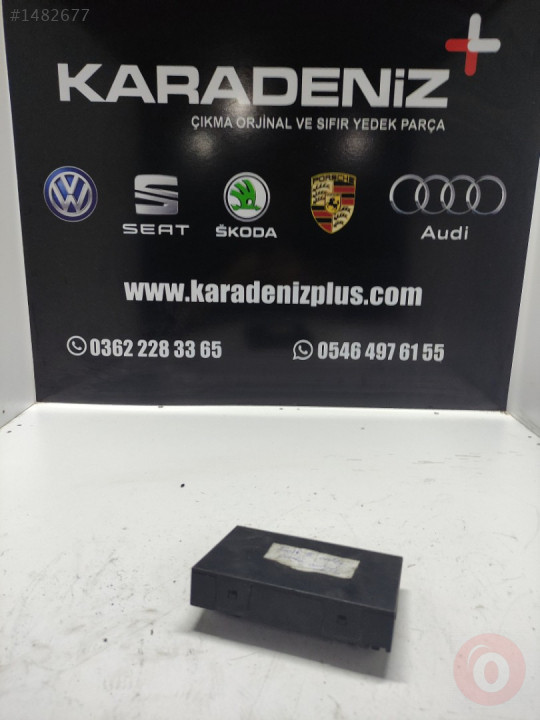 #1482677
KARADENiZ
ÇIKMA ORJİNAL VE SIFIR YEDEK PARÇA
SEAT
ŠKODA
PORSCHE
Audi
www.karadenizplus.com
0362 228 33 65
0546 497 61 55